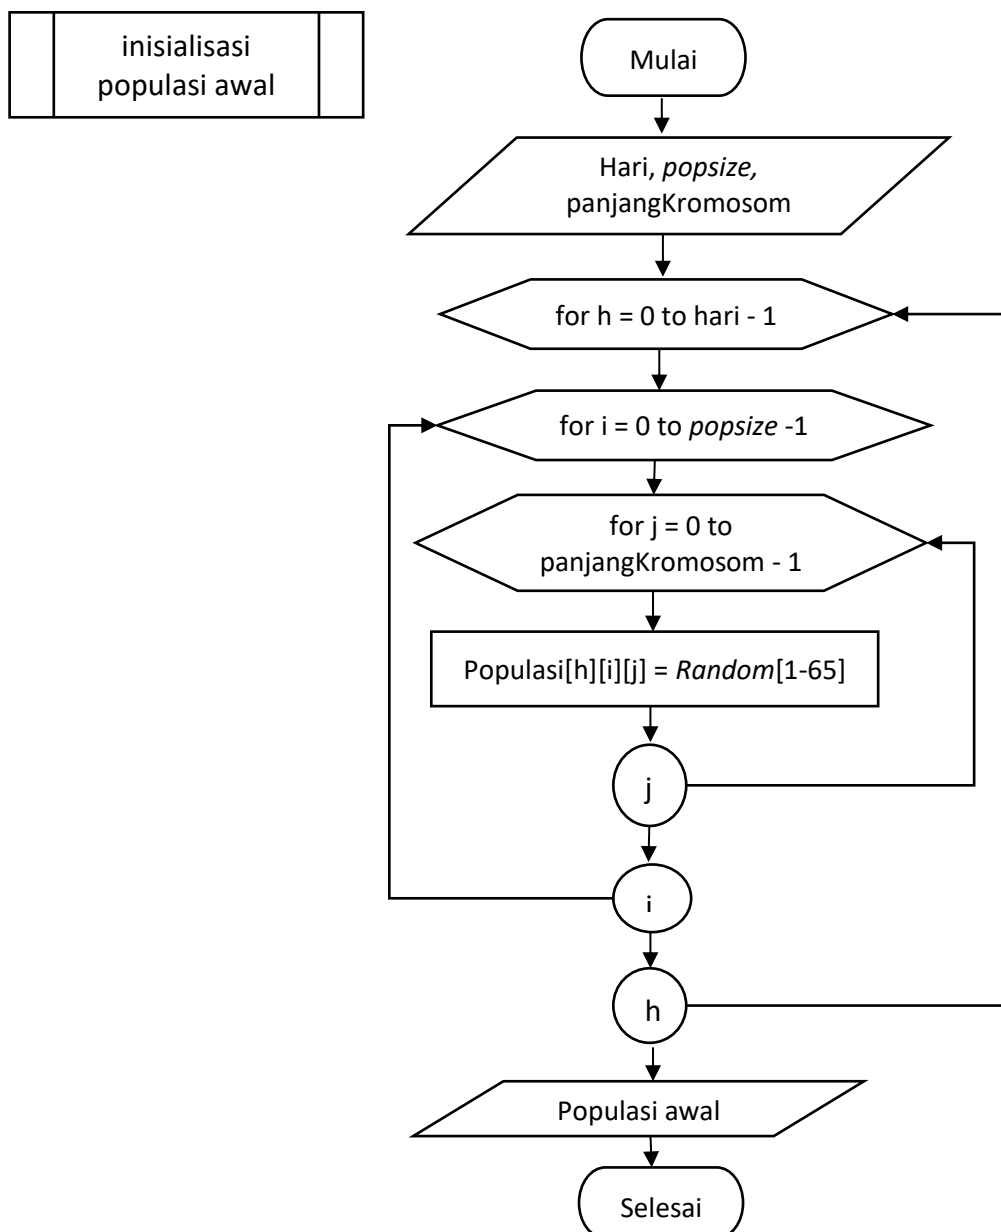 inisialisasi
populasi awal
Mulai
Hari, popsize,
panjangKromosom
for h = 0 to hari - 1
for i = 0 to popsize -1
for j = 0 to
panjangKromosom - 1
Populasi[h][i][j] = Random[1-65]
j
i
h
Populasi awal
Selesai